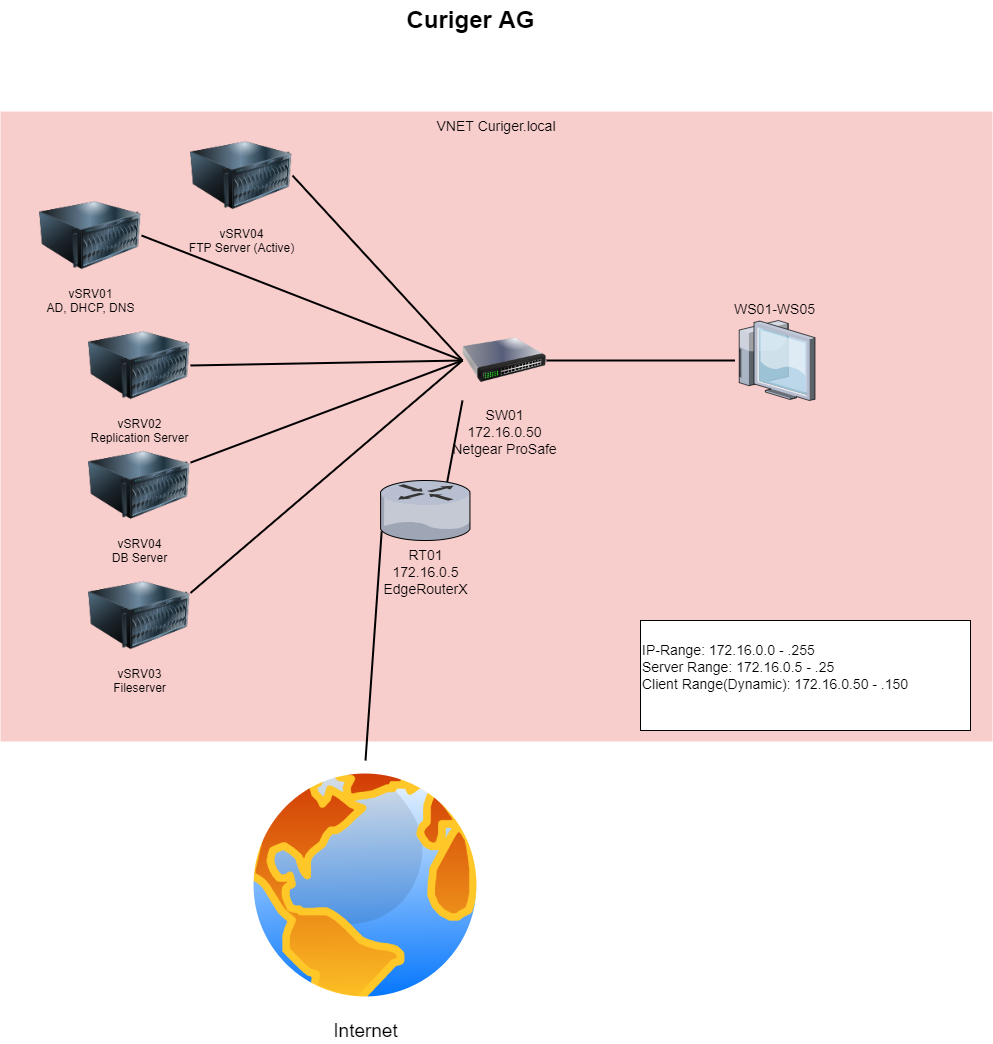 Curiger AG
VNET Curiger.local
vSRV04
FTP Server (Active)
vSRV01
AD, DHCP, DNS
WS01-WS05
vSRV02
Replication Server
SW01
172.16.0.50
Netgear ProSafe
vSRV04
DB Server
RT01
172.16.0.5
EdgeRouterX
vSRV03
Fileserver
IP-Range: 172.16.0.0 - .255
Server Range: 172.16.0.5 - .25
Client Range(Dynamic): 172.16.0.50 - .150
Internet